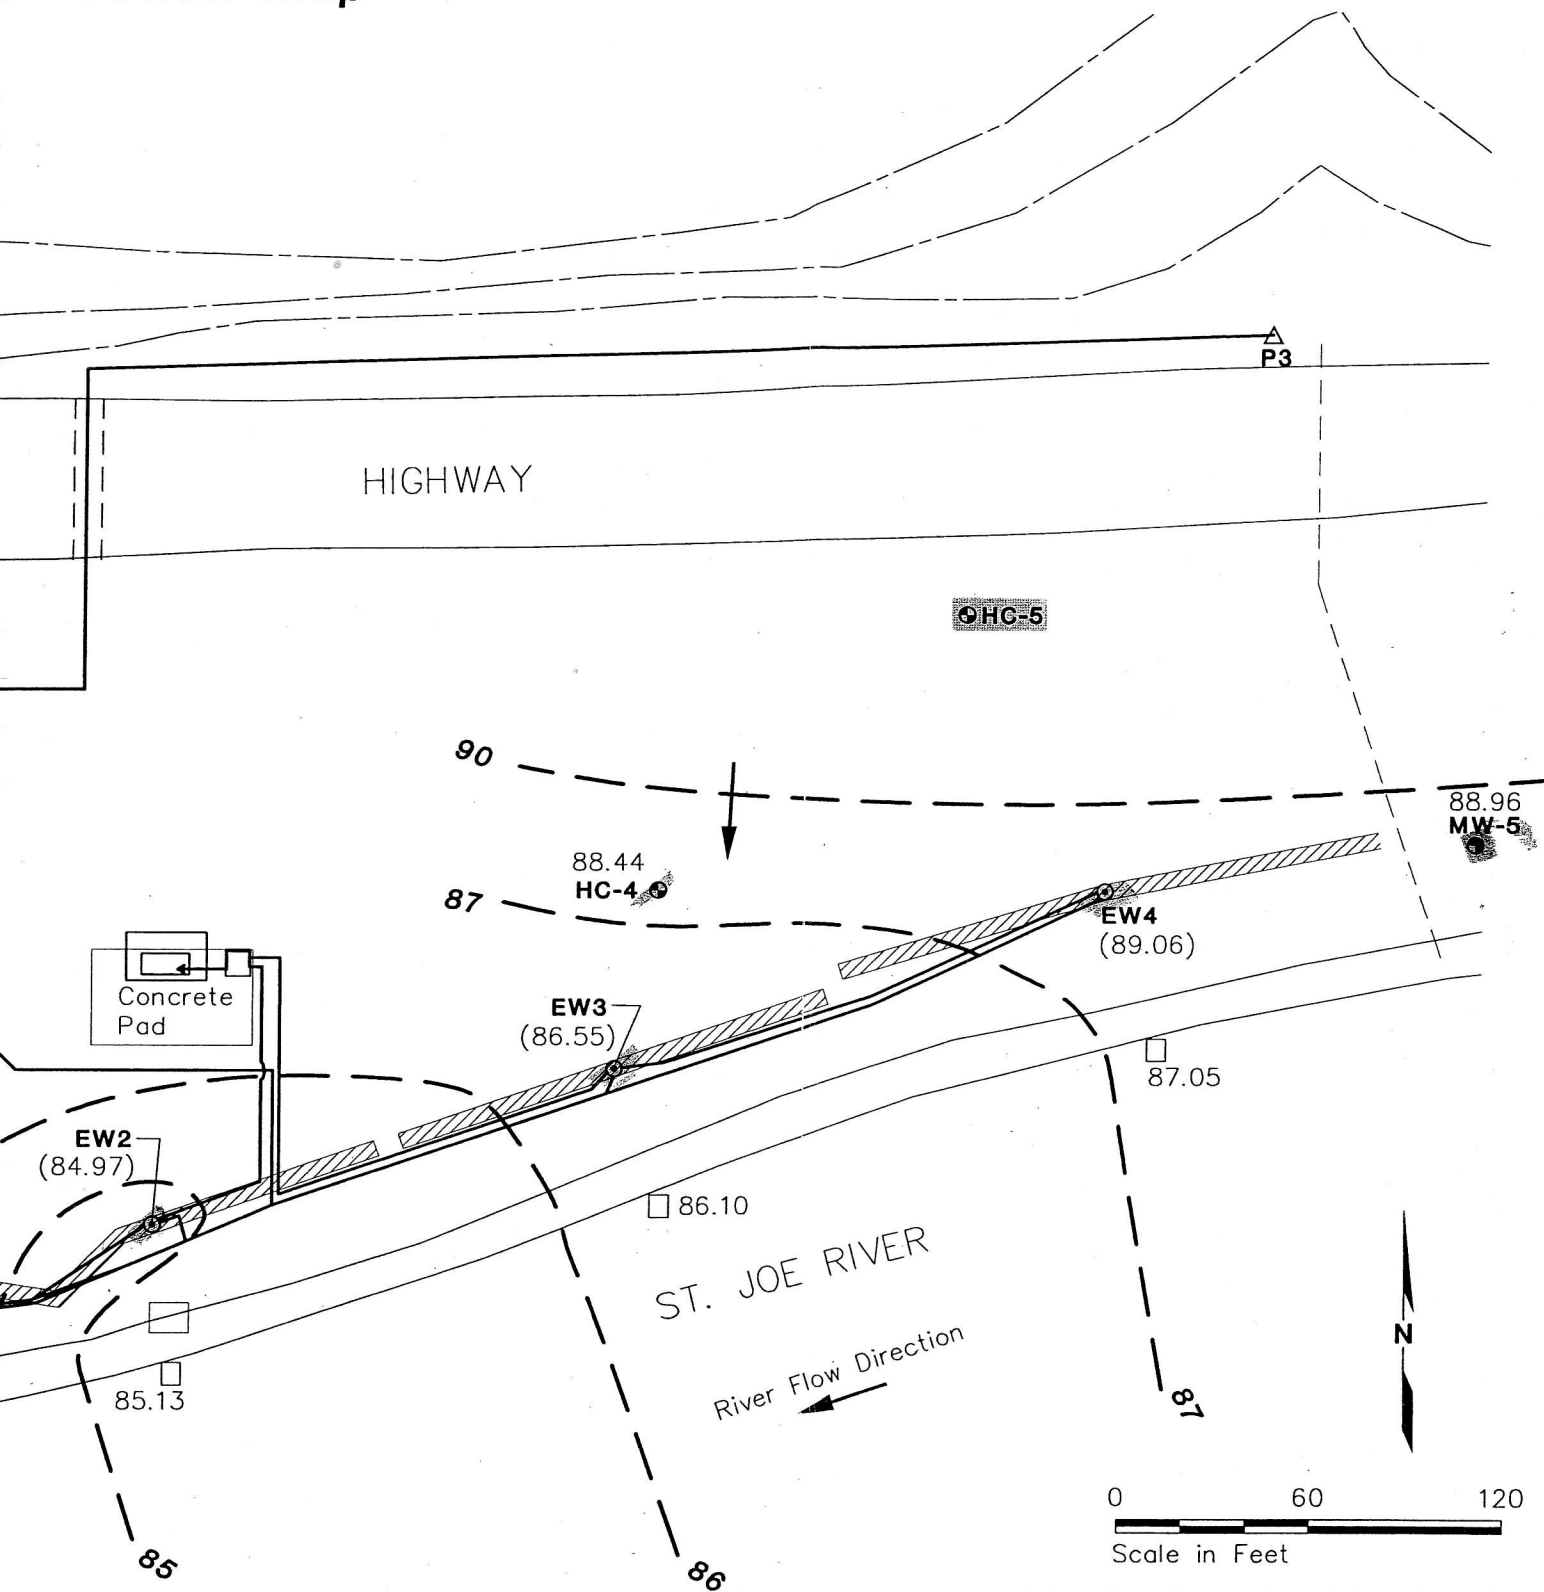 P3
HIGHWAY
HC-5
90
88.96
MW-5
88.44
HC-4
87
EW4
(89.06)
Concrete
Pad
EW3
(86.55)
87.05
EW2
(84.97)
86.10
ST. JOE RIVER
N
River Flow Direction
85.13
87
0 60 120
Scale in Feet
85
86